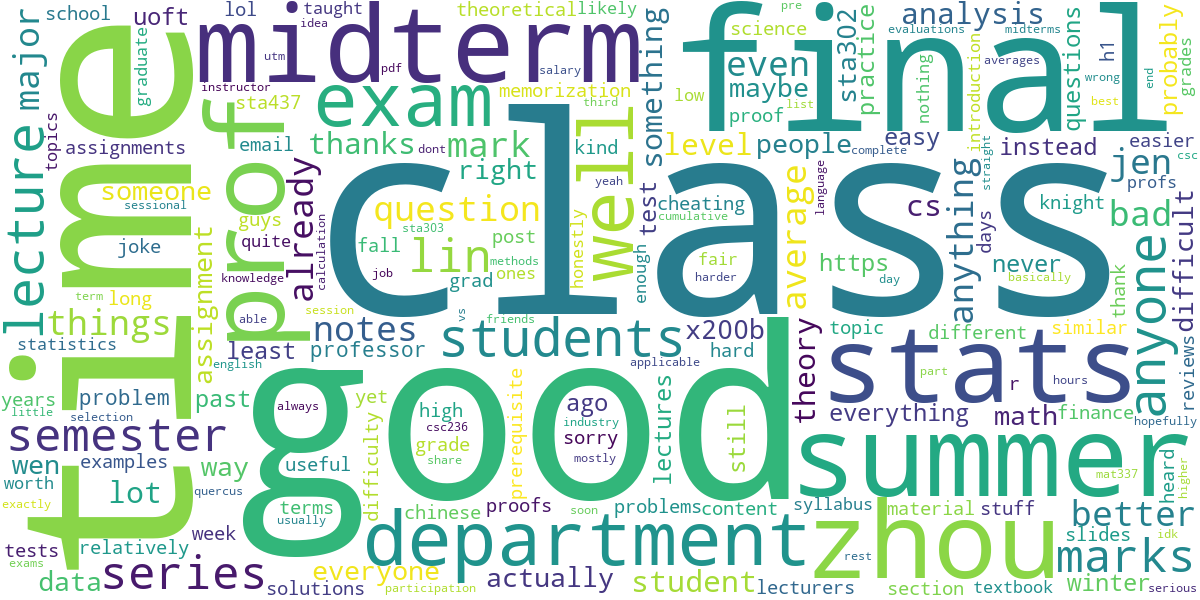 school
uoft
lol
taught
idea
theoretical
likely
pre
evaluations
midterms
analysis
h1
time
graduate
major
midterm
utm
pdf
salary
science
final
sta302
practice
questions
averages
wrong
end
best
grades
probably
instructor
sta437
exam
memorization
third
low
list
even
maybe
proof
nothing
introduction
lecture
topics
assignments
prof
email
thanks
dont
mark
well
something
level
people
easy
complete
instead
easier
csc
jen
profs
someone
sessional
already
right
kind
yeah
test
cheating
language
anything
straight
days
joke
guys
quite
calculation
question
sta303
cumulative
average
cs
knight
bad
difficult
class
things
assignment
long
term
knowledge
able
fall
lin
post
methods
ones
grad
job
honestly
enough
fair
harder
https
day
never
basically
thank
anyone
statistics
session
vs
friends
notes
students
x200b
topic
different
similar
reviews
least
professor
english
hard
applicable
theory
stats
part
r
hours
hopefully
years
little
problem
selection
past
yet
always
high
csc236
grade
share
ago
industry
sorry
mostly
good
prerequisite
lectures
still
everything
math
finance
semester
wen
worth
examples
way
useful
difficulty
summer
mat337
heard
higher
exactly
lot
quercus
terms
usually
chinese
proofs
soon
problems
content
syllabus
material
stuff
idk
better
tests
exams
relatively
week
department
zhou
rest
slides
marks
data
series
solutions
everyone
participation
actually
student
lecturers
section
textbook
winter
serious